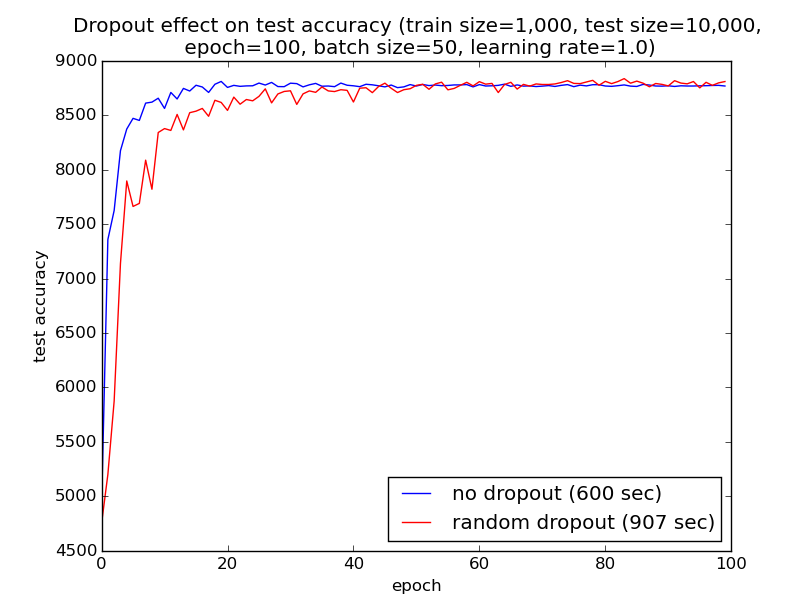 Dropout effect on test accuracy (train size=1,000, test size=10,000,
epoch=100, batch size=50, learning rate=1.0)
9000
8500
8000
7500
7000
6500
6000
5500
5000
4500
test accuracy
no dropout (600 sec)
random dropout (907 sec)
0
20
40
60
80
100
epoch